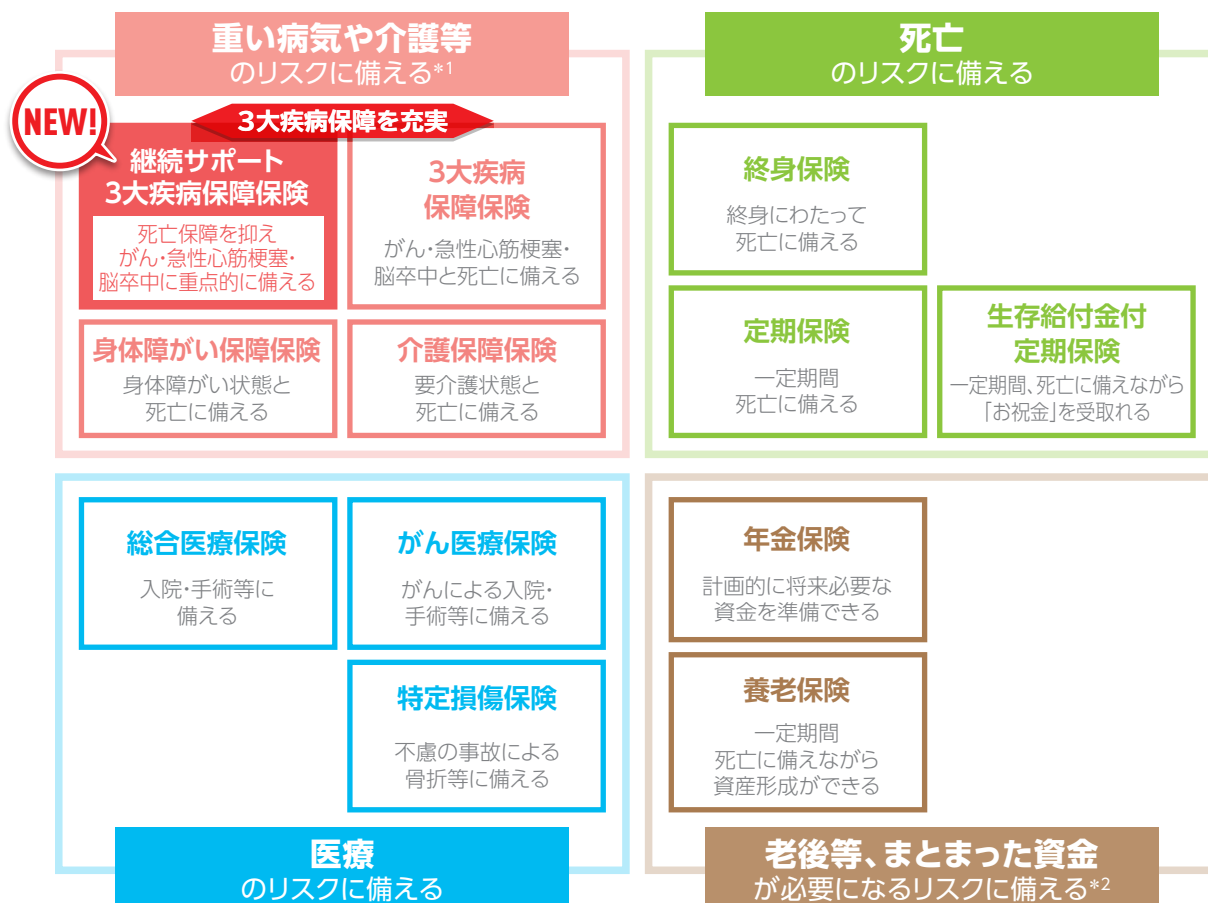 重い病気や介護等
のリスクに備える*1
NEW!
3大疾病保障を充実
継続サポート
3大疾病保障保険
死亡保障を抑え
がん・急性心筋梗塞・
脳卒中に重点的に備える
3大疾病
保障保険
がん・急性心筋梗塞・
脳卒中と死亡に備える
身体障がい保障保険
身体障がい状態と
死亡に備える
介護保障保険
要介護状態と
死亡に備える
死亡
のリスクに備える
終身保険
終身にわたって
死亡に備える
定期保険
一定期間
死亡に備える
生存給付金付
定期保険
一定期間、死亡に備えながら
「お祝金」を受取れる
総合医療保険
入院・手術等に
備える
がん医療保険
がんによる入院・
手術等に備える
特定損傷保険
不慮の事故による
骨折等に備える
医療
のリスクに備える
年金保険
計画的に将来必要な
資金を準備できる
養老保険
一定期間
死亡に備えながら
資産形成ができる
老後等、まとまった資金
が必要になるリスクに備える*2